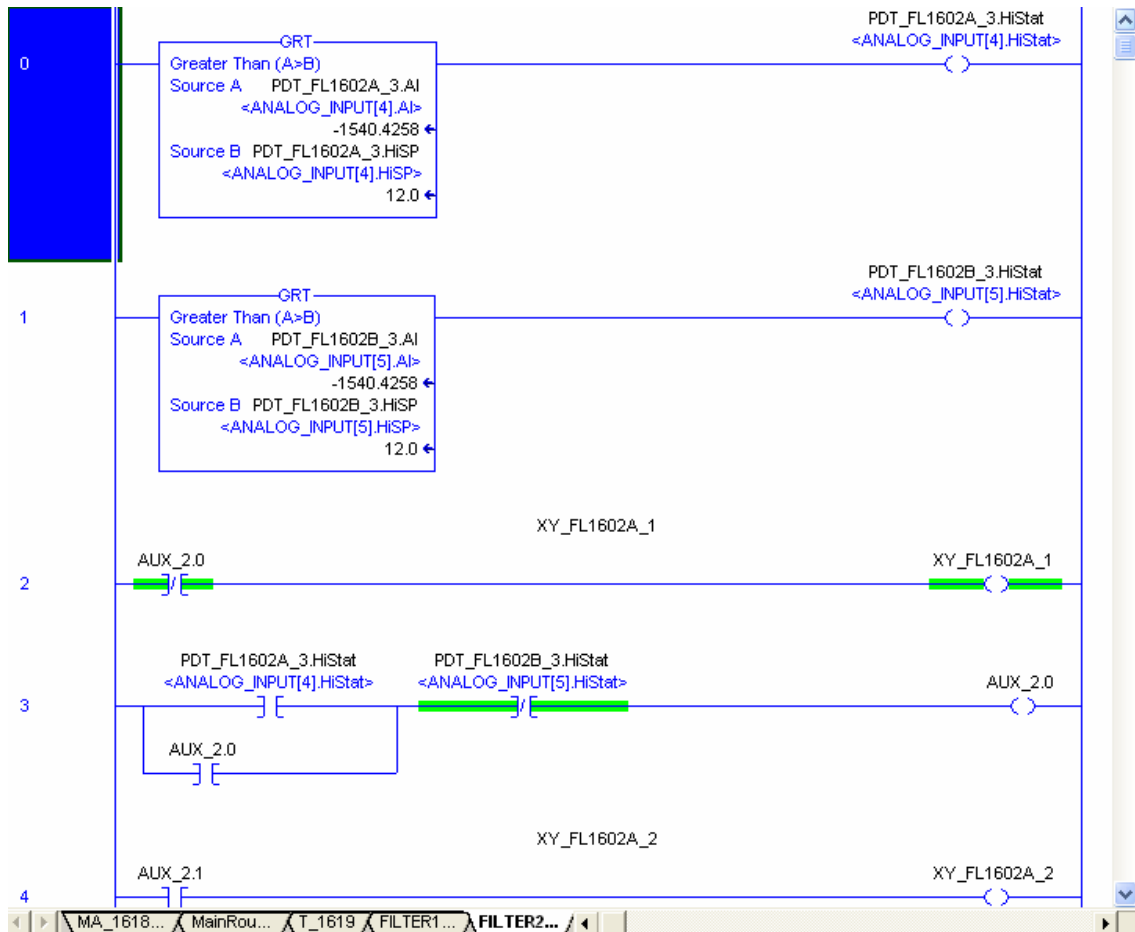 PDT_FL1602A_3.HiStat
<ANALOG_INPUT[4].HiStat>
0
GRT
Greater Than (A>B)
Source A PDT_FL1602A_3.AI
<ANALOG_INPUT[4].AI>
-1540.4258
Source B PDT_FL1602A_3.HiSP
<ANALOG_INPUT[4].HiSP>
12.0
PDT_FL1602B_3.HiStat
<ANALOG_INPUT[5].HiStat>
1
GRT
Greater Than (A>B)
Source A PDT_FL1602B_3.AI
<ANALOG_INPUT[5].AI>
-1540.4258
Source B PDT_FL1602B_3.HiSP
<ANALOG_INPUT[5].HiSP>
12.0
XY_FL1602A_1
AUX_2.0 XY_FL1602A_1
2
PDT_FL1602A_3.HiStat PDT_FL1602B_3.HiStat
<ANALOG_INPUT[4].HiStat> <ANALOG_INPUT[5].HiStat> AUX_2.0
3
AUX_2.0
XY_FL1602A_2
AUX_2.1 XY_FL1602A_2
4
MA_1618... MainRou... T_1619 FILTER1... FILTER2...